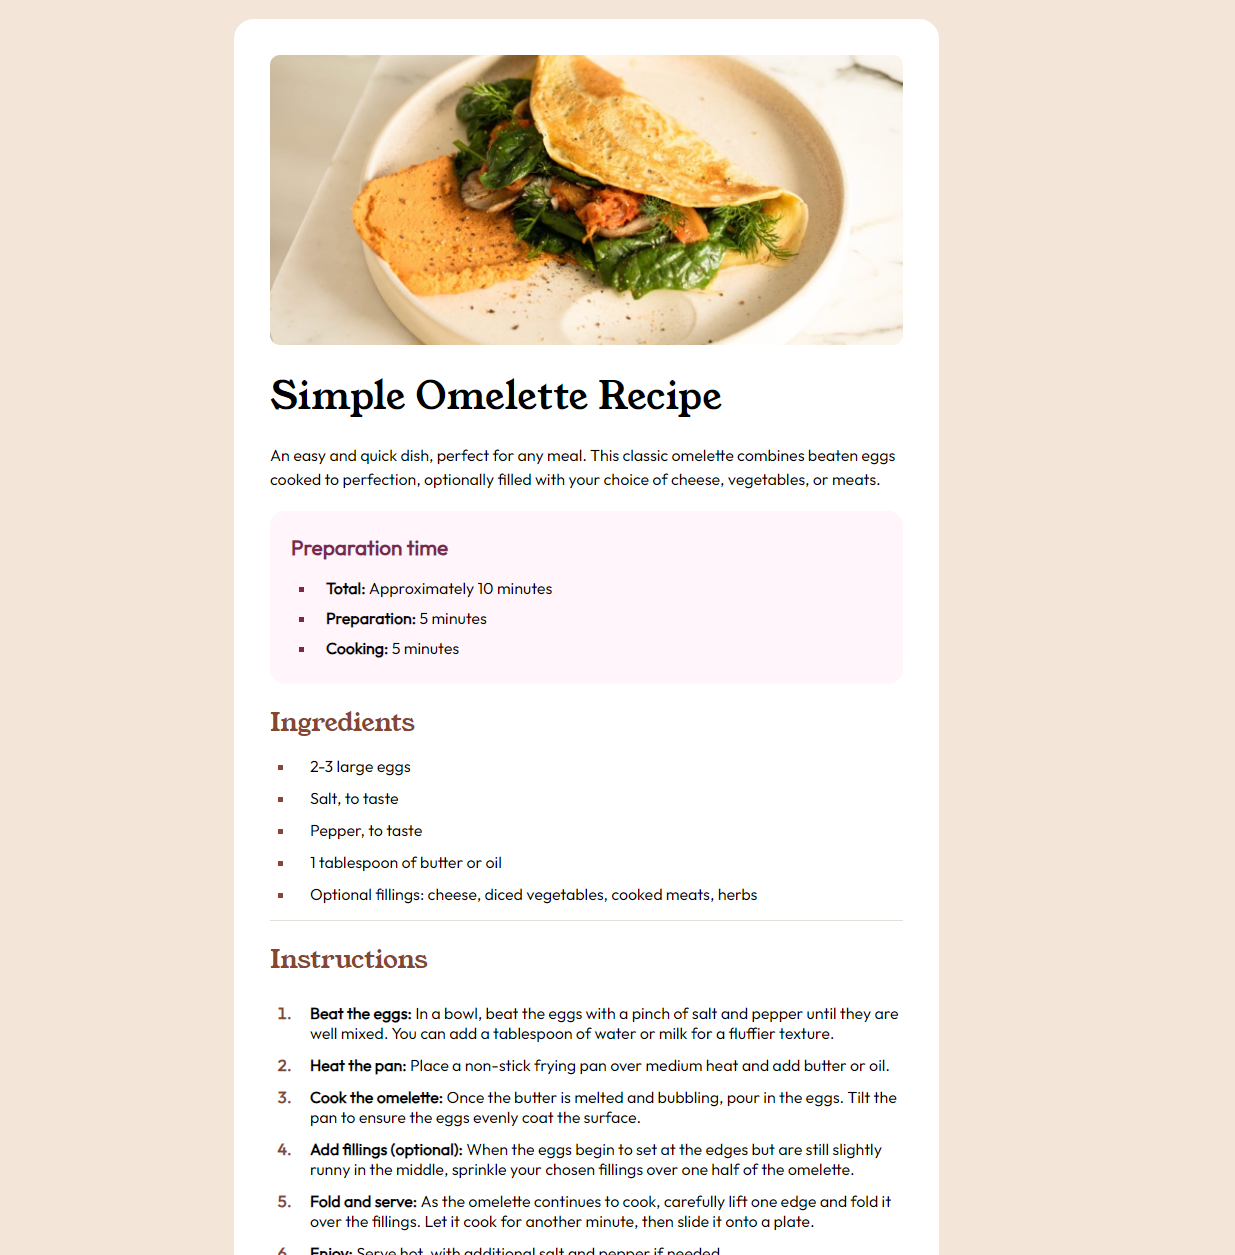 Simple Omelette Recipe
An easy and quick dish, perfect for any meal. This classic omelette combines beaten eggs
cooked to perfection, optionally filled with your choice of cheese, vegetables, or meats.
Preparation time
Total: Approximately 10 minutes
Preparation: 5 minutes
Cooking: 5 minutes
Ingredients
2-3 large eggs
Salt, to taste
Pepper, to taste
1 tablespoon of butter or oil
Optional fillings: cheese, diced vegetables, cooked meats, herbs
Instructions
1. Beat the eggs: In a bowl, beat the eggs with a pinch of salt and pepper until they are
well mixed. You can add a tablespoon of water or milk for a fluffier texture.
2. Heat the pan: Place a non-stick frying pan over medium heat and add butter or oil.
3. Cook the omelette: Once the butter is melted and bubbling, pour in the eggs. Tilt the
pan to ensure the eggs evenly coat the surface.
4. Add fillings (optional): When the eggs begin to set at the edges but are still slightly
runny in the middle, sprinkle your chosen fillings over one half of the omelette.
5. Fold and serve: As the omelette continues to cook, carefully lift one edge and fold it
over the fillings. Let it cook for another minute, then slide it onto a plate.
6. Enjoy: Serve hot, with additional salt and pepper if needed.